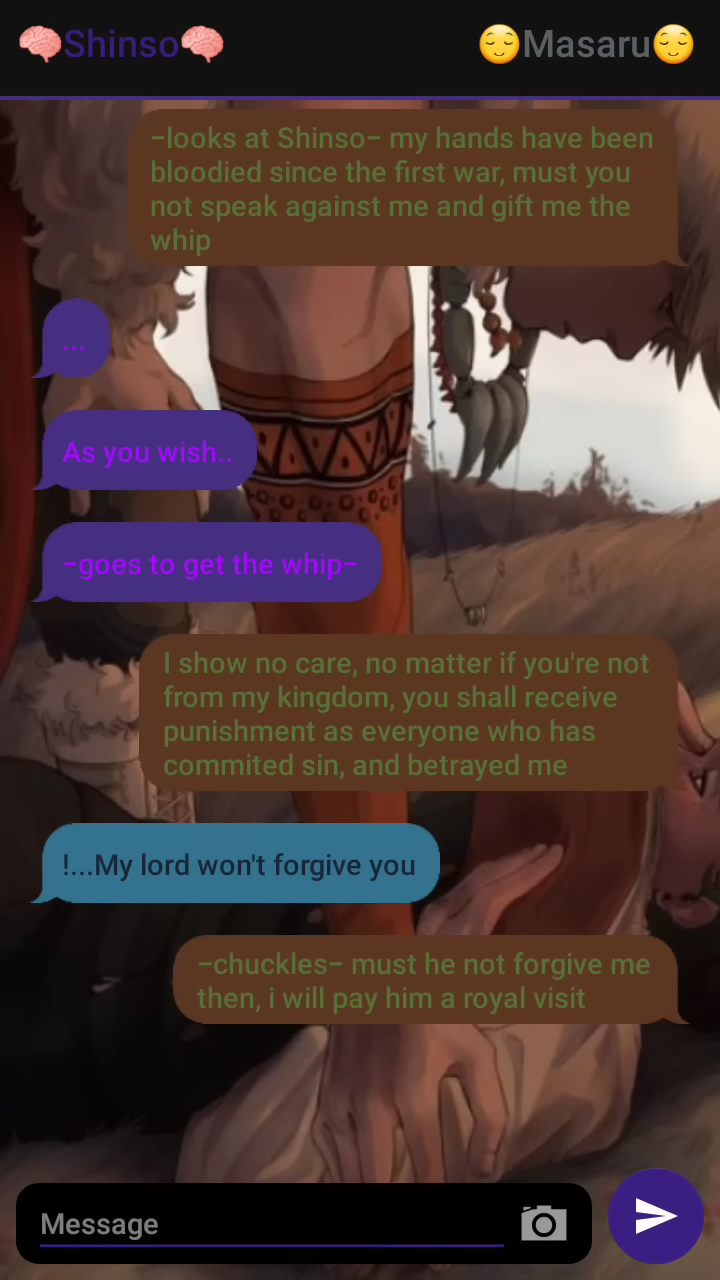 🧠Shinso🧠 😌Masaru😌
–looks at Shinso– my hands have been
bloodied since the first war, must you
not speak against me and gift me the
whip
...
As you wish..
–goes to get the whip–
I show no care, no matter if you're not
from my kingdom, you shall receive
punishment as everyone who has
commited sin, and betrayed me
!...My lord won't forgive you
–chuckles– must he not forgive me
then, i will pay him a royal visit
Message